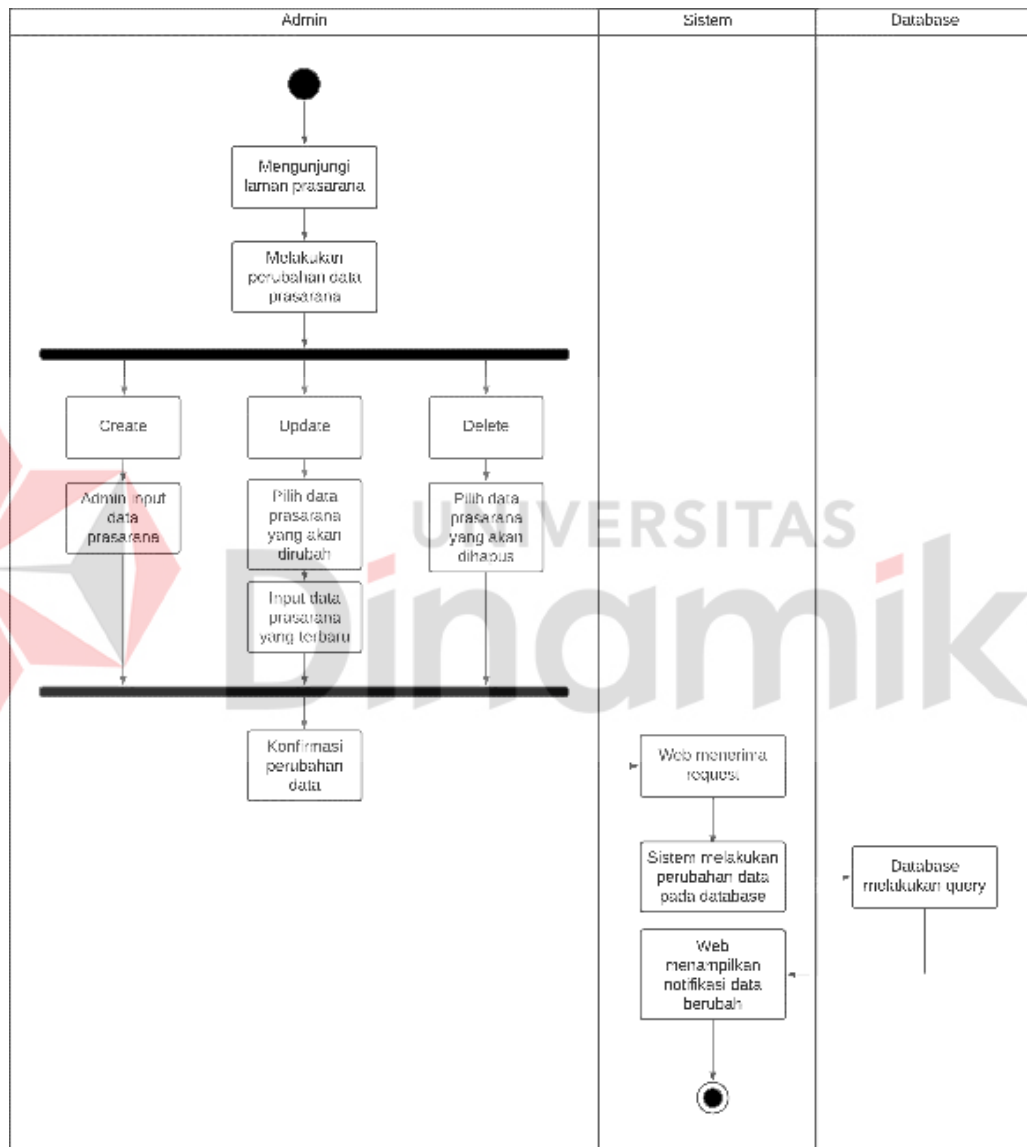 Admin
Sistem
Database
Mengunjungi
laman prasarana
Melakukan
perubahan data
prasarana
Create
Update
Delete
Admin input
data
prasarana
Pilih data
prasarana
yang akan
dirubah
Pilih data
prasarana
yang akan
dihapus
Input data
prasarana
yang terbaru
UNIVERSITAS
Dinamika
Konfirmasi
perubahan
data
Web menerima
request
Sistem melakukan
perubahan data
pada database
Database
melakukan query
Web
menampilkan
notifikasi data
berubah